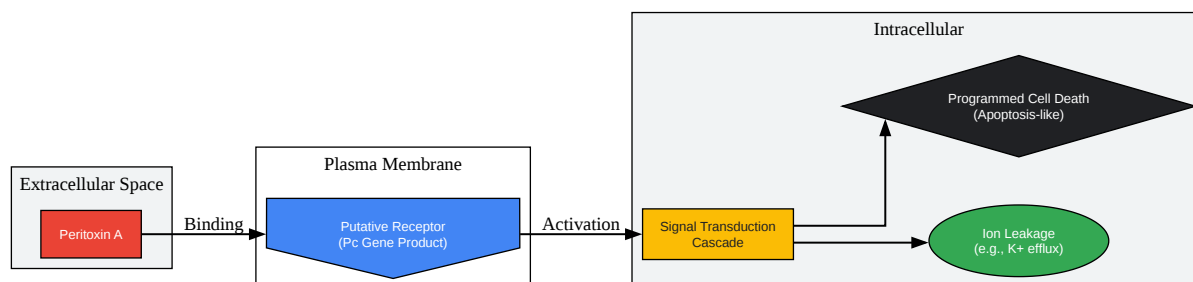 Extracellular Space
Peritoxin A
Binding
Plasma Membrane
Putative Receptor
(Pc Gene Product)
Activation
Intracellular
Signal Transduction
Cascade
Programmed Cell Death
(Apoptosis-like)
Ion Leakage
(e.g., K+ efflux)